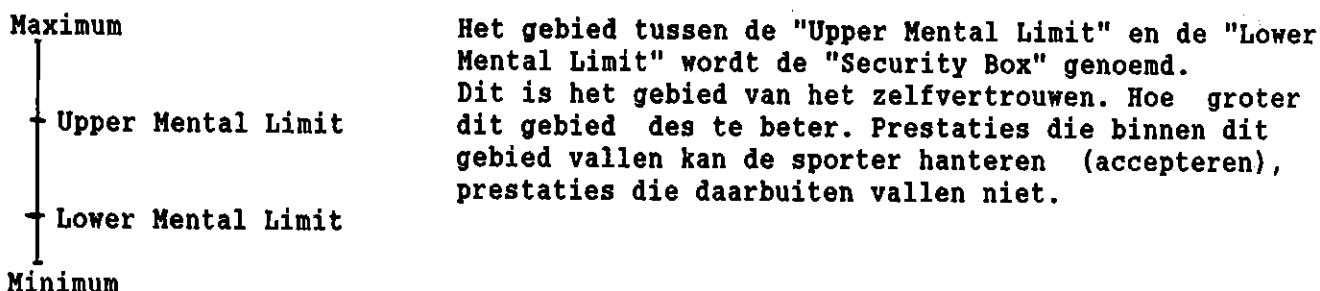 Maximum
Upper Mental Limit
Lower Mental Limit
Minimum
Het gebied tussen de "Upper Mental Limit" en de "Lower
Mental Limit" wordt de "Security Box" genoemd.
Dit is het gebied van het zelfvertrouwen. Hoe groter
dit gebied des te beter. Prestaties die binnen dit
gebied vallen kan de sporter hanteren (accepteren),
prestaties die daarbuiten vallen niet.